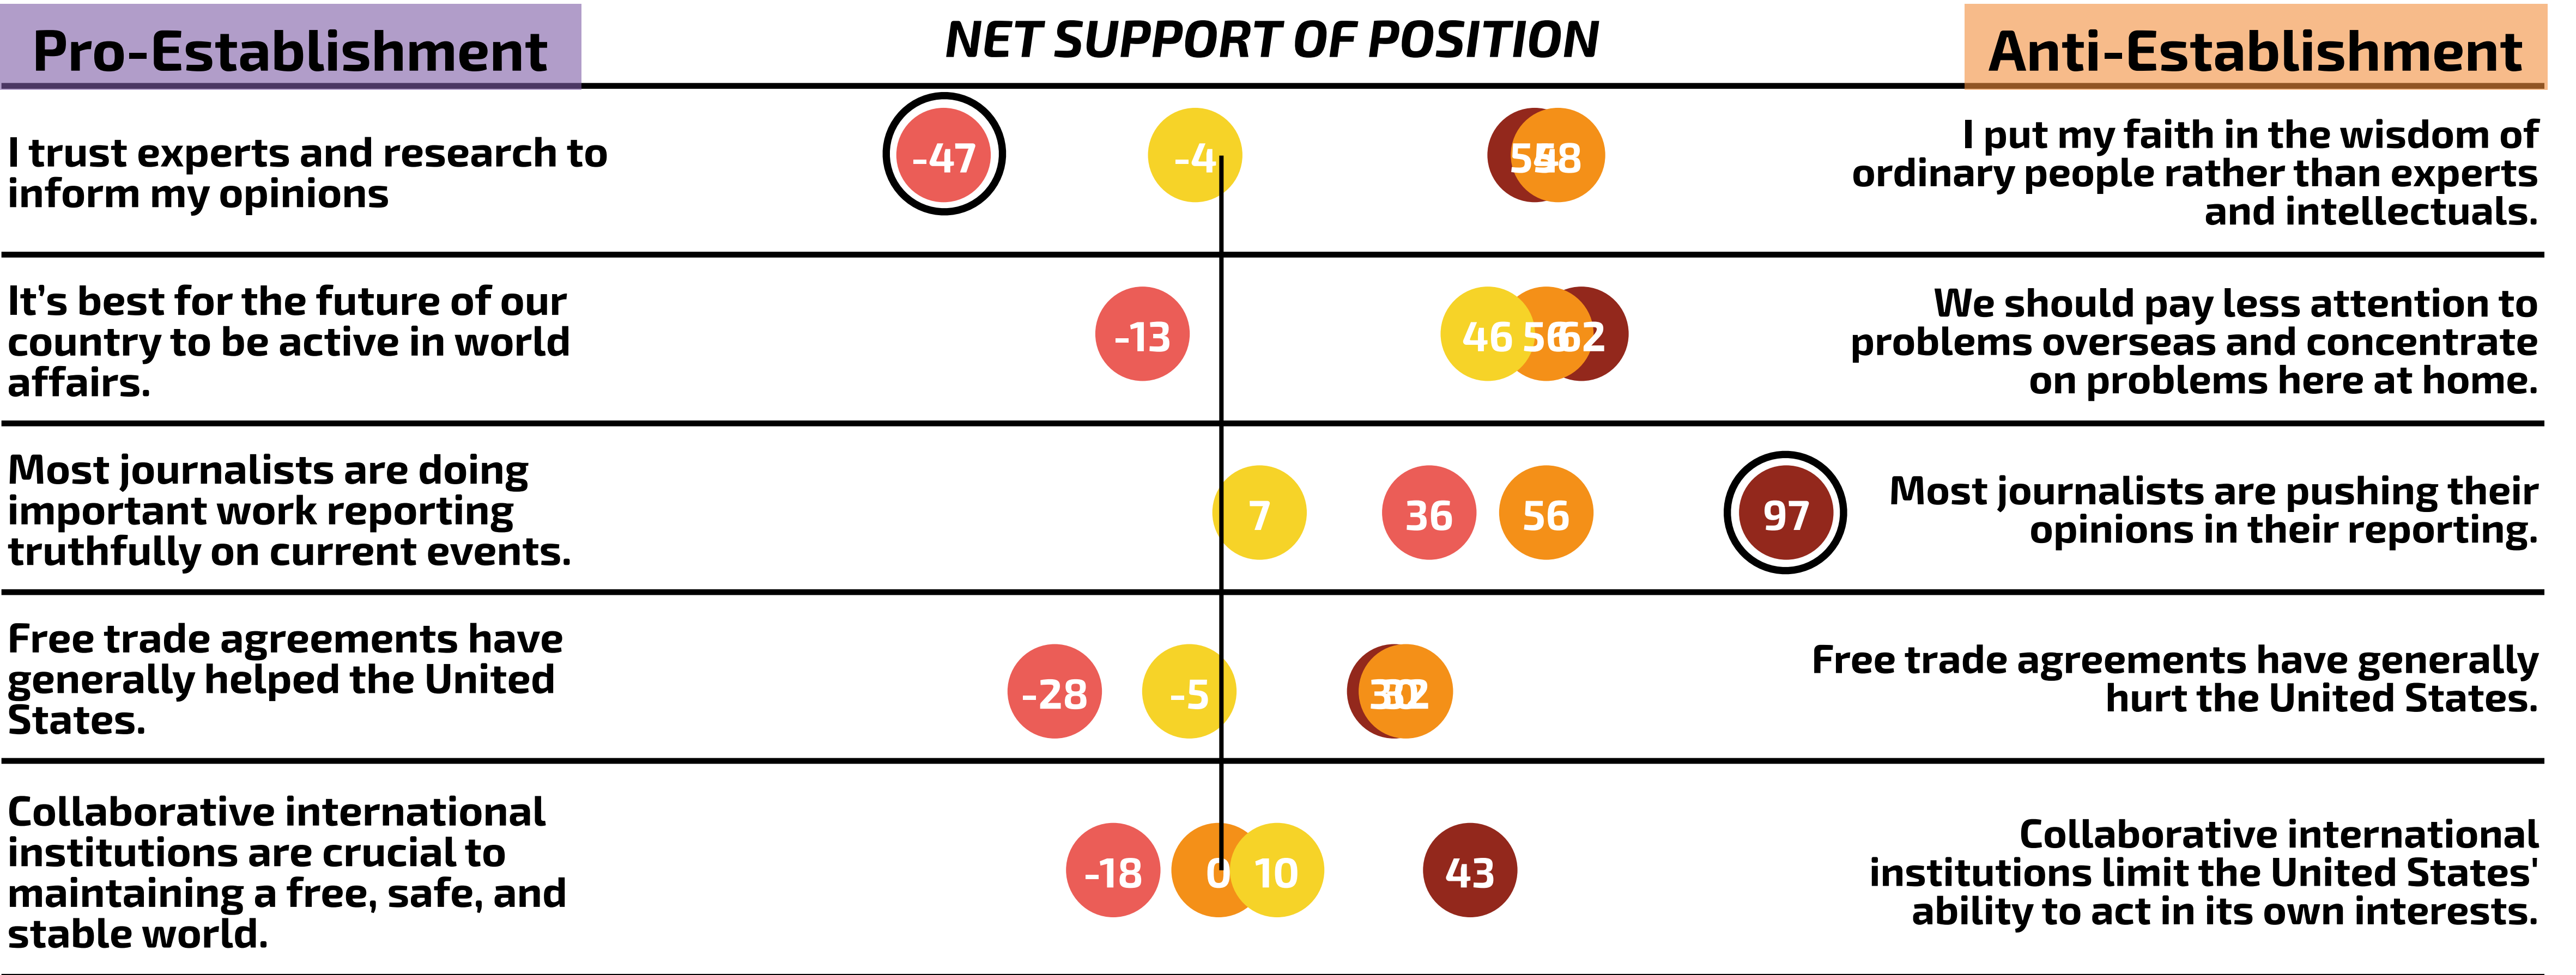 Pro-Establishment
NET SUPPORT OF POSITION
Anti-Establishment
I trust experts and research to
inform my opinions
-47
-4
54
58
I put my faith in the wisdom of
ordinary people rather than experts
and intellectuals.
It’s best for the future of our
country to be active in world
affairs.
-13
46
56
62
We should pay less attention to
problems overseas and concentrate
on problems here at home.
Most journalists are doing
important work reporting
truthfully on current events.
7
36
56
97
Most journalists are pushing their
opinions in their reporting.
Free trade agreements have
generally helped the United
States.
-28
-5
30
32
Free trade agreements have generally
hurt the United States.
Collaborative international
institutions are crucial to
maintaining a free, safe, and
stable world.
-18
0
10
43
Collaborative international
institutions limit the United States'
ability to act in its own interests.